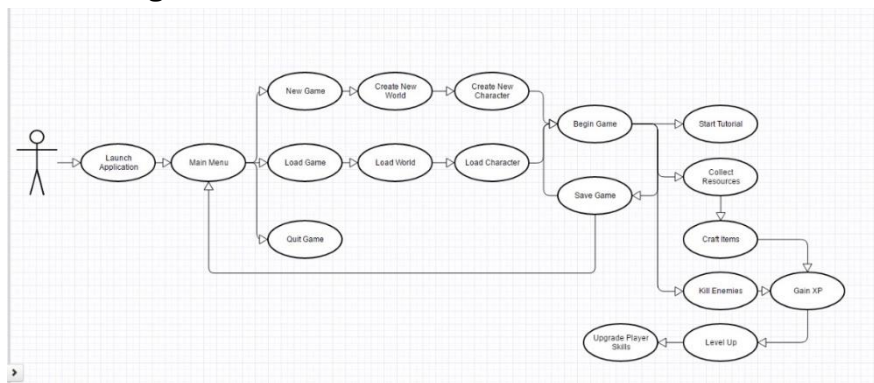 New Game
Create New
World
Create New
Character
Begin Game
Start Tutorial
Launch
Application
Main Menu
Load Game
Load World
Load Character
Collect
Resources
Save Game
Quit Game
Craft Items
Kill Enemies
Gain XP
Upgrade Player
Skills
Level Up